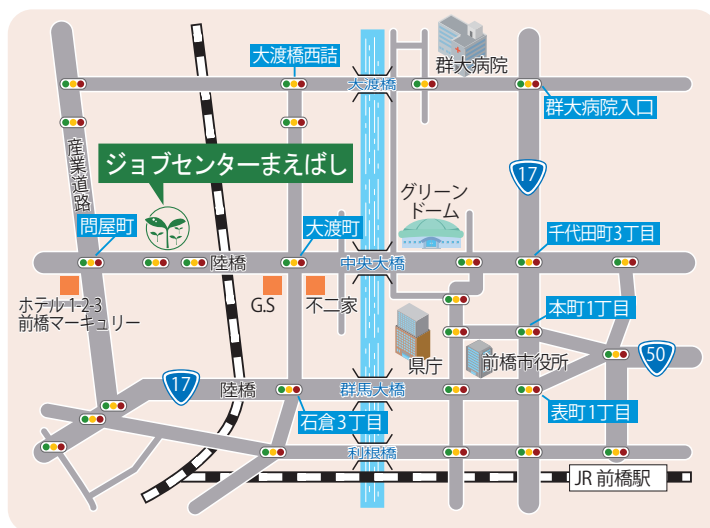 大渡橋西詰
群大病院
大渡橋
群大病院入口
産業道路
ジョブセンターまえばし
17
グリーン
ドーム
問屋町
大渡町
千代田町3丁目
陸橋
中央大橋
ホテル1-2-3
前橋マーキュリー
G.S
不二家
本町1丁目
県庁
前橋市役所
50
17
陸橋
群馬大橋
石倉3丁目
表町1丁目
利根橋
JR 前橋駅